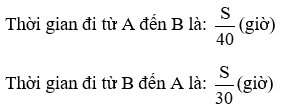 Thời gian đi từ A đến B là: S/40 (giờ)
Thời gian đi từ B đến A là: S/30 (giờ)